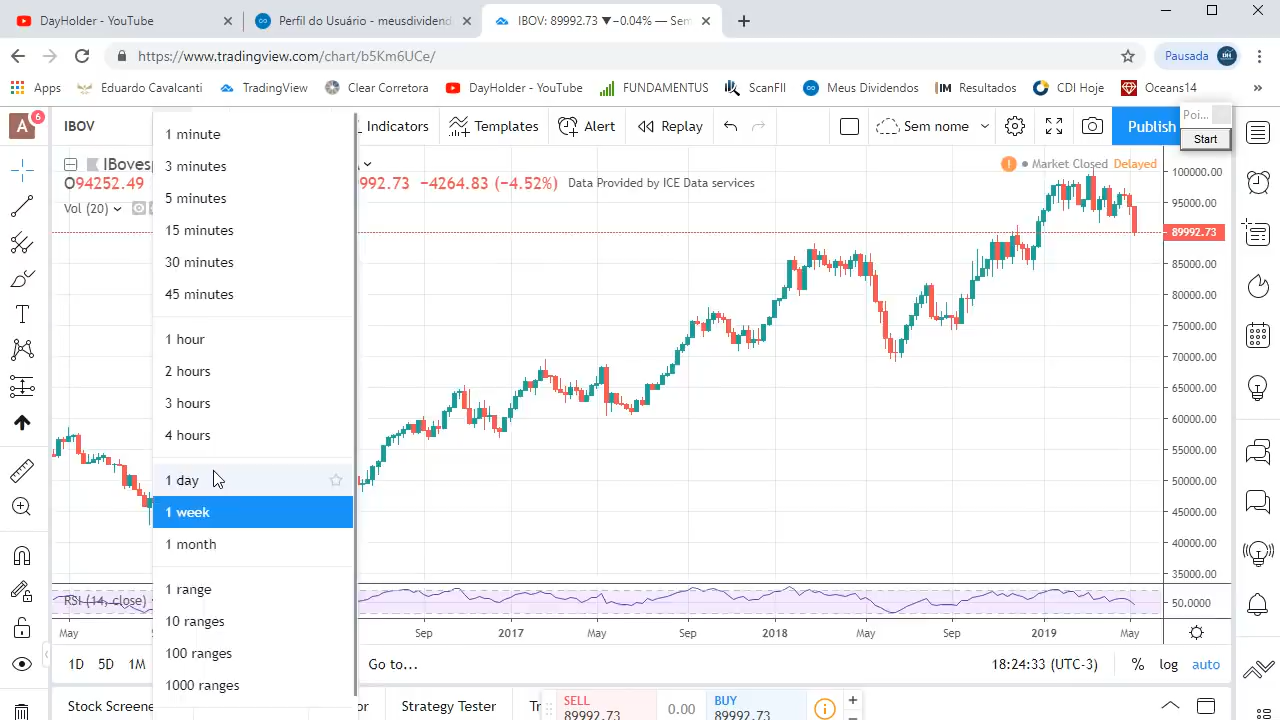 DayHolder - YouTube
Perfil do Usuário - meusdividend
IBOV: 89992.73 ▼−0.04% — Sem
https://www.tradingview.com/chart/b5Km6UCe/
Pausada
Apps
Eduardo Cavalcanti
TradingView
Clear Corretora
DayHolder - YouTube
FUNDAMENTUS
ScanFII
Meus Dividendos
IM Resultados
CDI Hoje
Oceans14
»
A
6
IBOV
Indicators
Templates
Alert
Replay
Sem nome
Publish
Poi...
Start
IBovesp
O94252.49
992.73 −4264.83 (−4.52%)
Data Provided by ICE Data services
Market Closed
Delayed
Vol (20)
1 minute
3 minutes
5 minutes
15 minutes
30 minutes
45 minutes
1 hour
2 hours
3 hours
4 hours
1 day
1 week
1 month
1 range
10 ranges
100 ranges
1000 ranges
100000.00
95000.00
89992.73
85000.00
80000.00
75000.00
70000.00
65000.00
60000.00
55000.00
50000.00
45000.00
40000.00
35000.00
RSI (14, close)
50.0000
May
Sep
2017
May
Sep
2018
May
Sep
2019
May
1D
5D
1M
Go to...
18:24:33 (UTC-3)
%
log
auto
Stock Screene
or
Strategy Tester
Tr
SELL
89992.73
0.00
BUY
89992.73